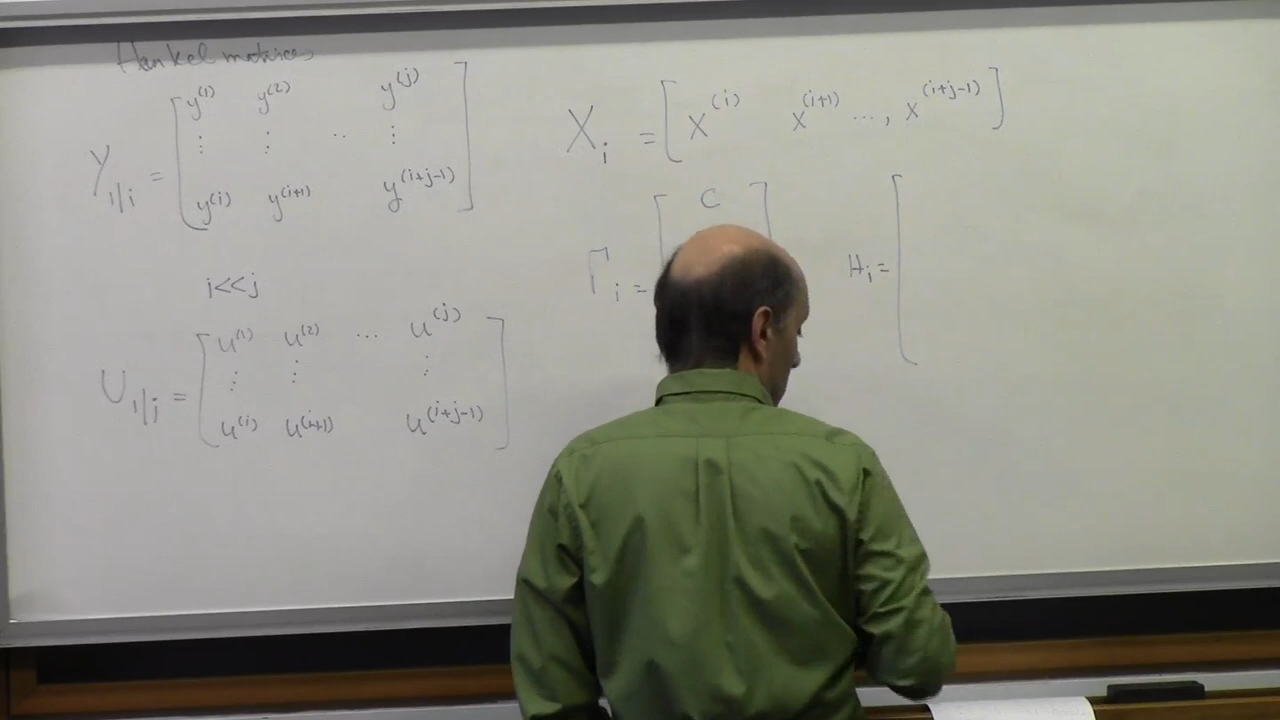 Hankel matrices
Y_{1/i} = [ y^{(1)} y^{(2)} y^{(j)}
⋮ ⋮ ·· ⋮
y^{(i)} y^{(i+1)} y^{(i+j-1)} ]
i<<j
U_{1/i} = [ u^{(1)} u^{(2)} ... u^{(j)}
⋮ ⋮ ⋮
u^{(i)} u^{(i+1)} u^{(i+j-1)} ]
X_i = [ x^{(i)} x^{(i+1)} ..., x^{(i+j-1)} ]
Γ_i = [ C ]
H_i = [